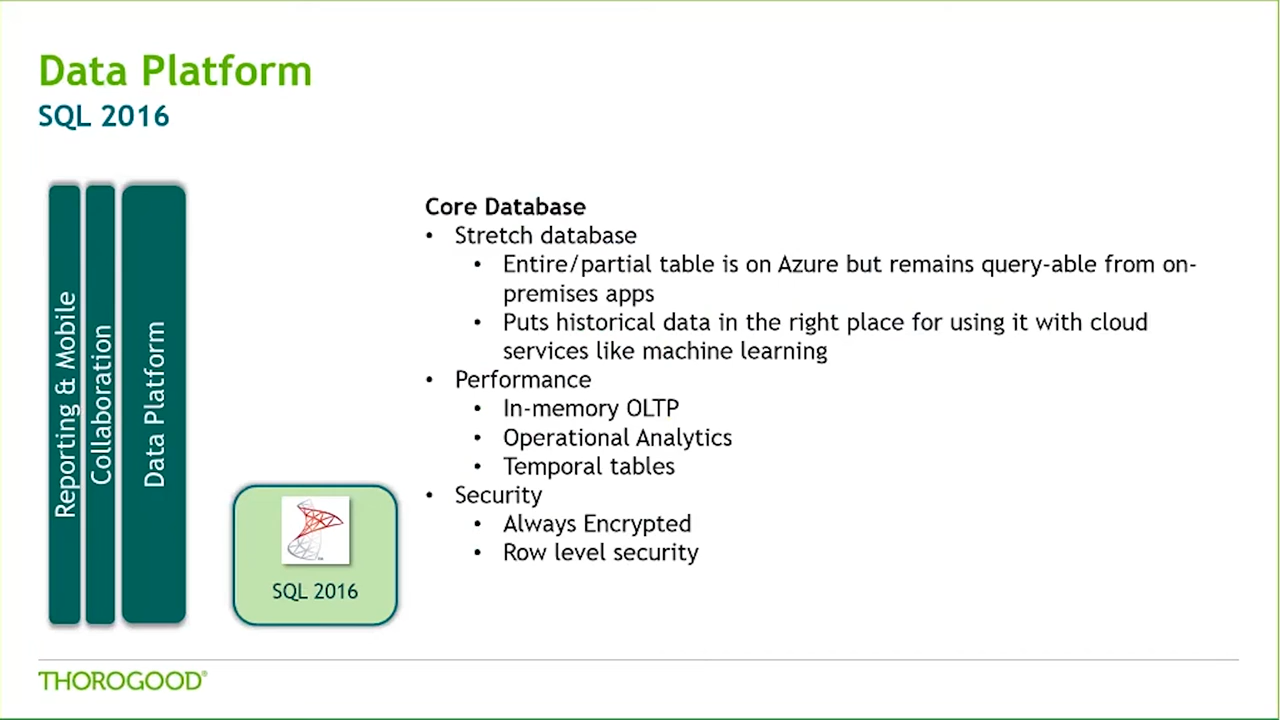 Data Platform
SQL 2016
Reporting & Mobile
Collaboration
Data Platform
SQL 2016
Core Database
• Stretch database
• Entire/partial table is on Azure but remains query-able from on-
premises apps
• Puts historical data in the right place for using it with cloud
services like machine learning
• Performance
• In-memory OLTP
• Operational Analytics
• Temporal tables
• Security
• Always Encrypted
• Row level security
THOROGOOD®